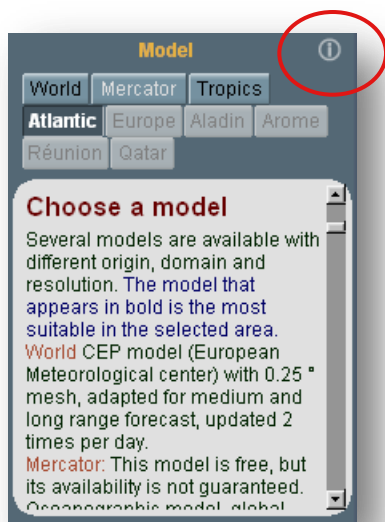 Model
World Mercator Tropics
Atlantic Europe Aladin Arome
Réunion Qatar
Choose a model
Several models are available with
different origin, domain and
resolution. The model that
appears in bold is the most
suitable in the selected area.
World CEP model (European
Meteorological center) with 0.25 °
mesh, adapted for medium and
long range forecast, updated 2
times per day.
Mercator: This model is free, but
its availability is not guaranteed.
Oceanographic model, global